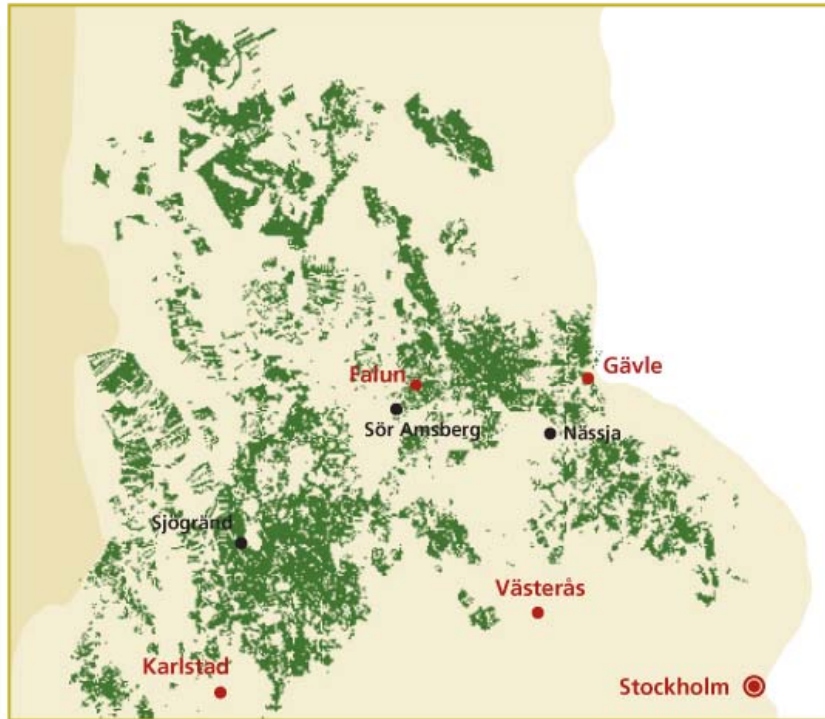 Falun
Gävle
Sör Amsberg
Nässja
Sjögränd
Västerås
Karlstad
Stockholm